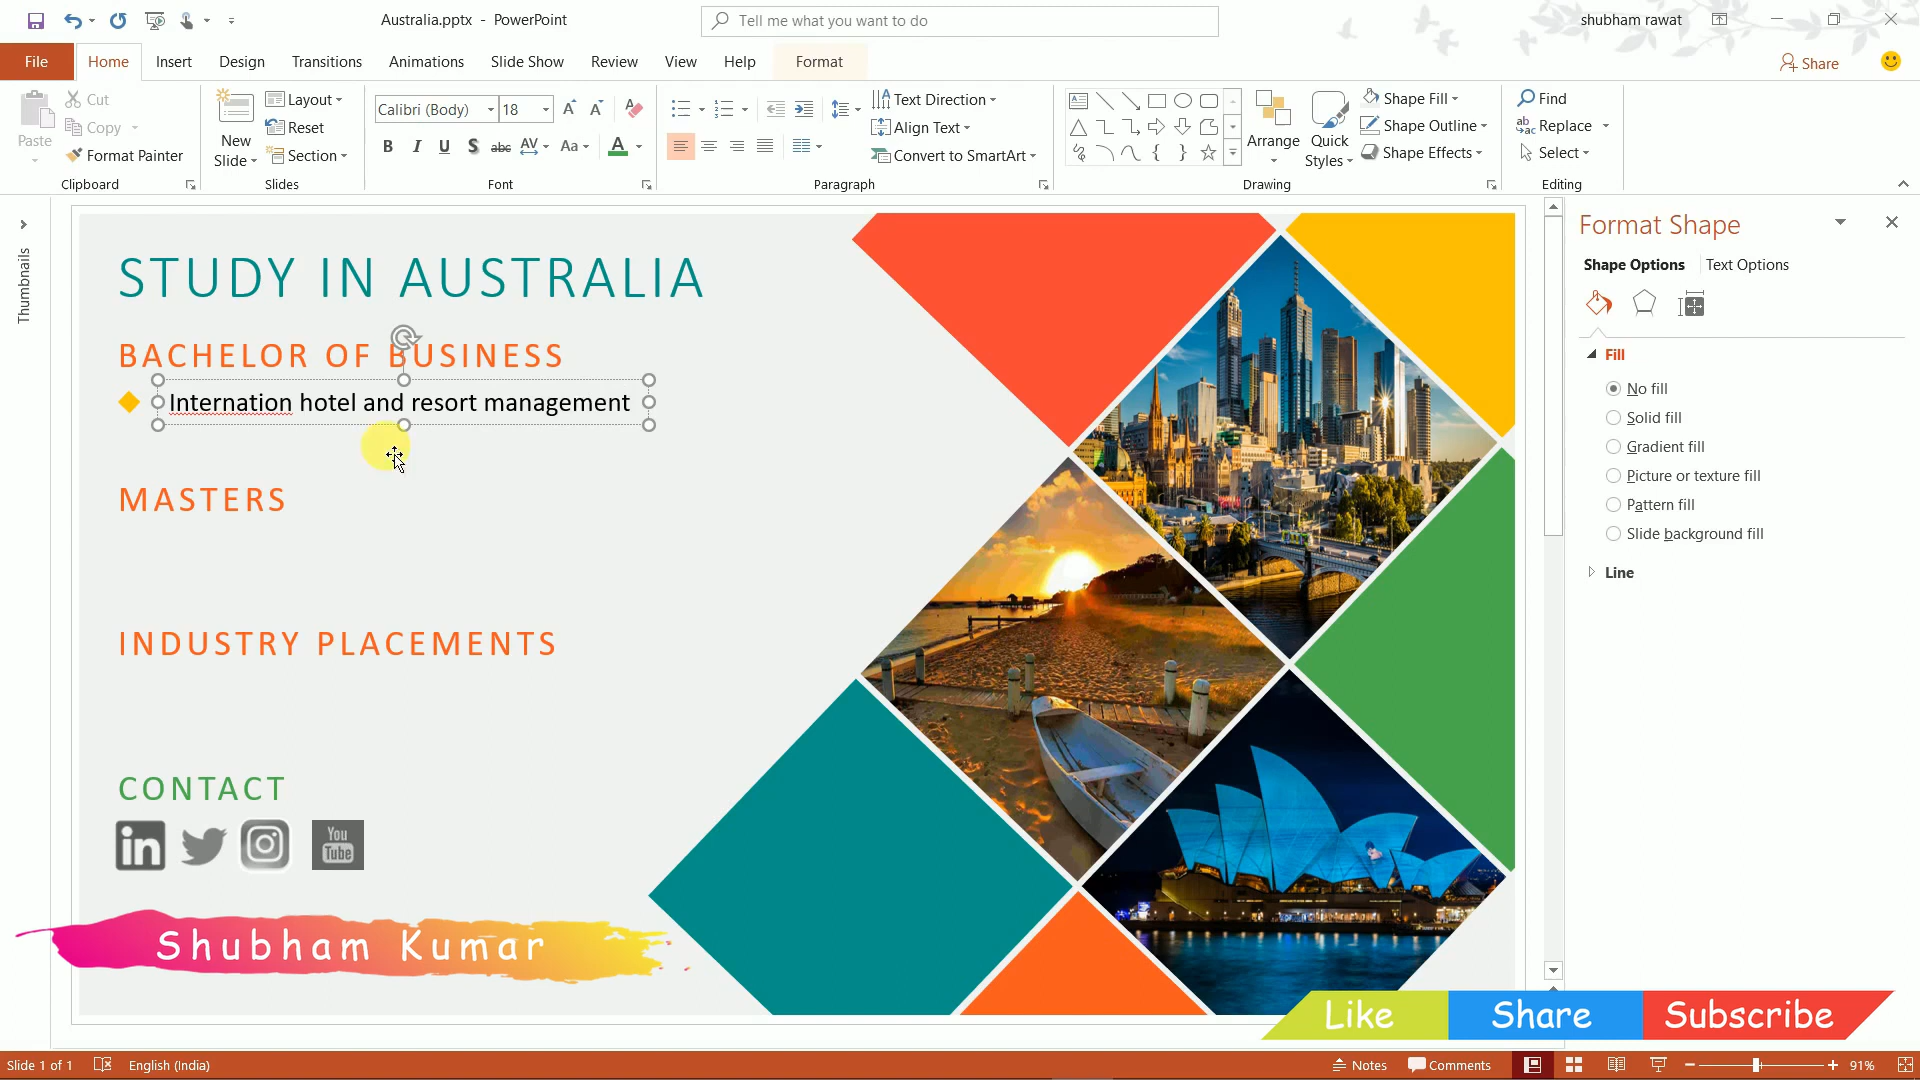 Australia.pptx - PowerPoint
Tell me what you want to do
shubham rawat
File Home Insert Design Transitions Animations Slide Show Review View Help Format
Share
Paste
Cut
Copy
Format Painter
Clipboard
New Slide
Layout
Reset
Section
Slides
Calibri (Body) 18
B I U S abc AV Aa A
Font
Text Direction
Align Text
Convert to SmartArt
Paragraph
Arrange
Quick Styles
Shape Fill
Shape Outline
Shape Effects
Drawing
Find
Replace
Select
Editing
Thumbnails
STUDY IN AUSTRALIA
BACHELOR OF BUSINESS
Internation hotel and resort management
MASTERS
INDUSTRY PLACEMENTS
CONTACT
in
You
Tube
Shubham Kumar
Format Shape
Shape Options Text Options
Fill
No fill
Solid fill
Gradient fill
Picture or texture fill
Pattern fill
Slide background fill
Line
Like Share Subscribe
Slide 1 of 1 English (India)
Notes Comments 91%